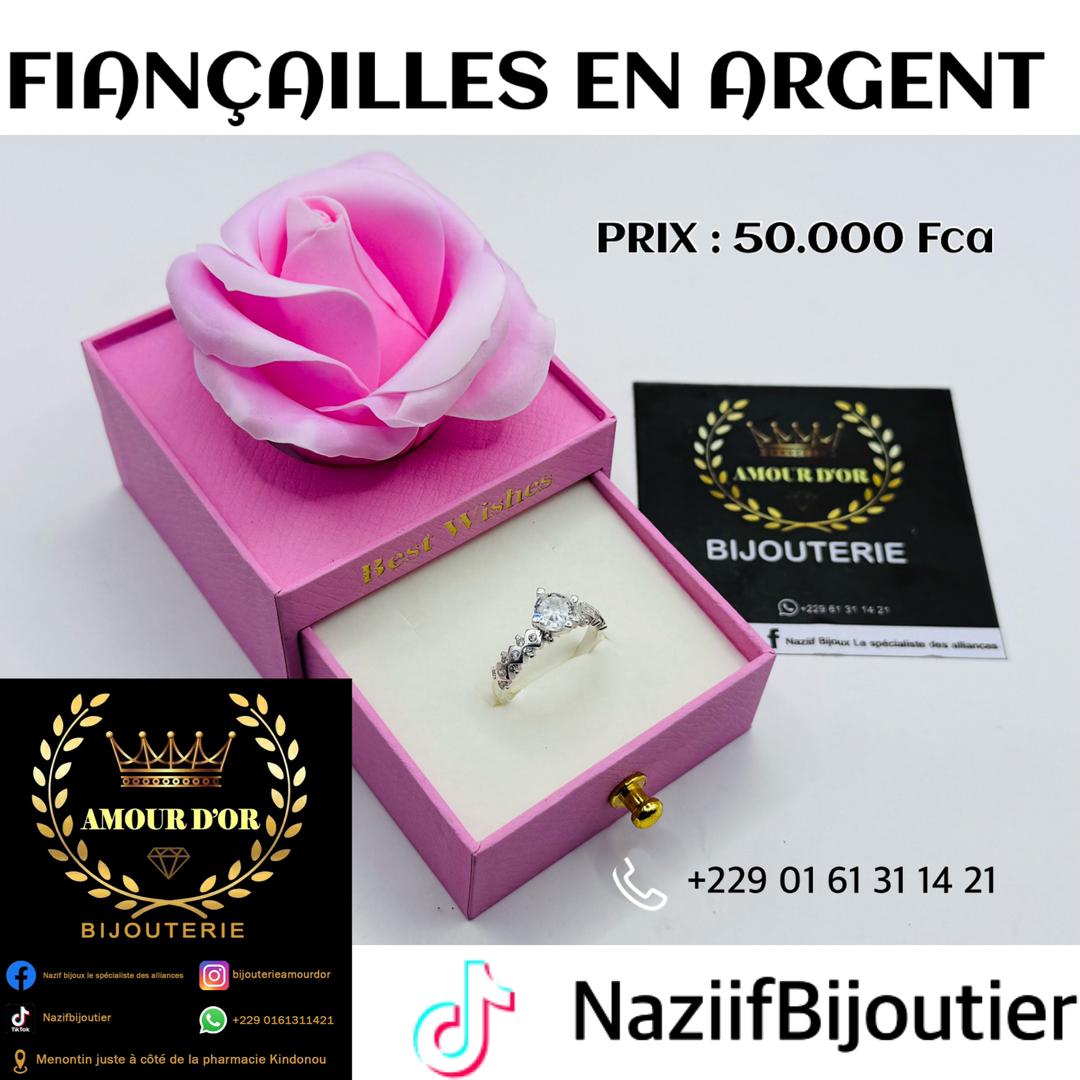 FIANÇAILLES EN ARGENT
PRIX : 50.000 Fca
AMOUR D'OR
BIJOUTERIE
+229 61 31 14 21
Naziif Bijoux Le spécialiste des alliances
Best Wishes
AMOUR D'OR
BIJOUTERIE
Nazif bijoux le spécialiste des alliances
bijouterieamourdor
TikTok
Nazifbijoutier
+229 0161311421
Menontin juste à côté de la pharmacie Kindonou
+229 01 61 31 14 21
NaziifBijoutier